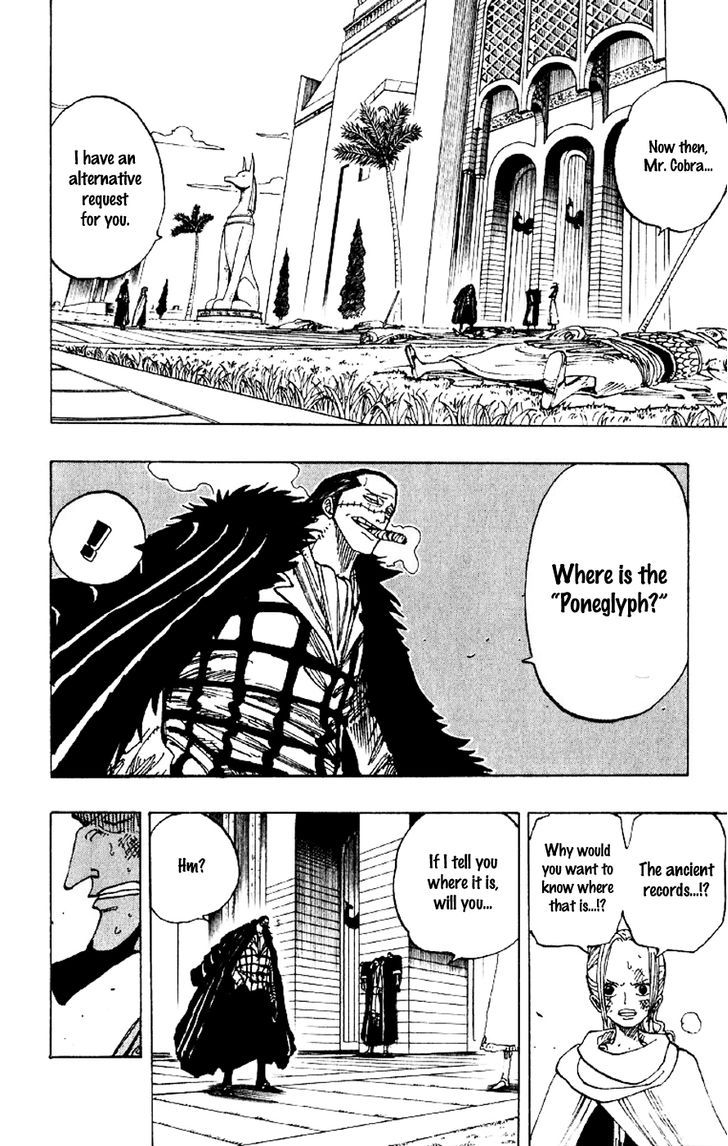 Now then,
Mr. Cobra...
I have an
alternative
request
for you.
Where is the
“Poneglyph?”
!
The ancient
records...!?
Why would
you want to
know where
that is...!?
If I tell you
where it is,
will you...
Hm?